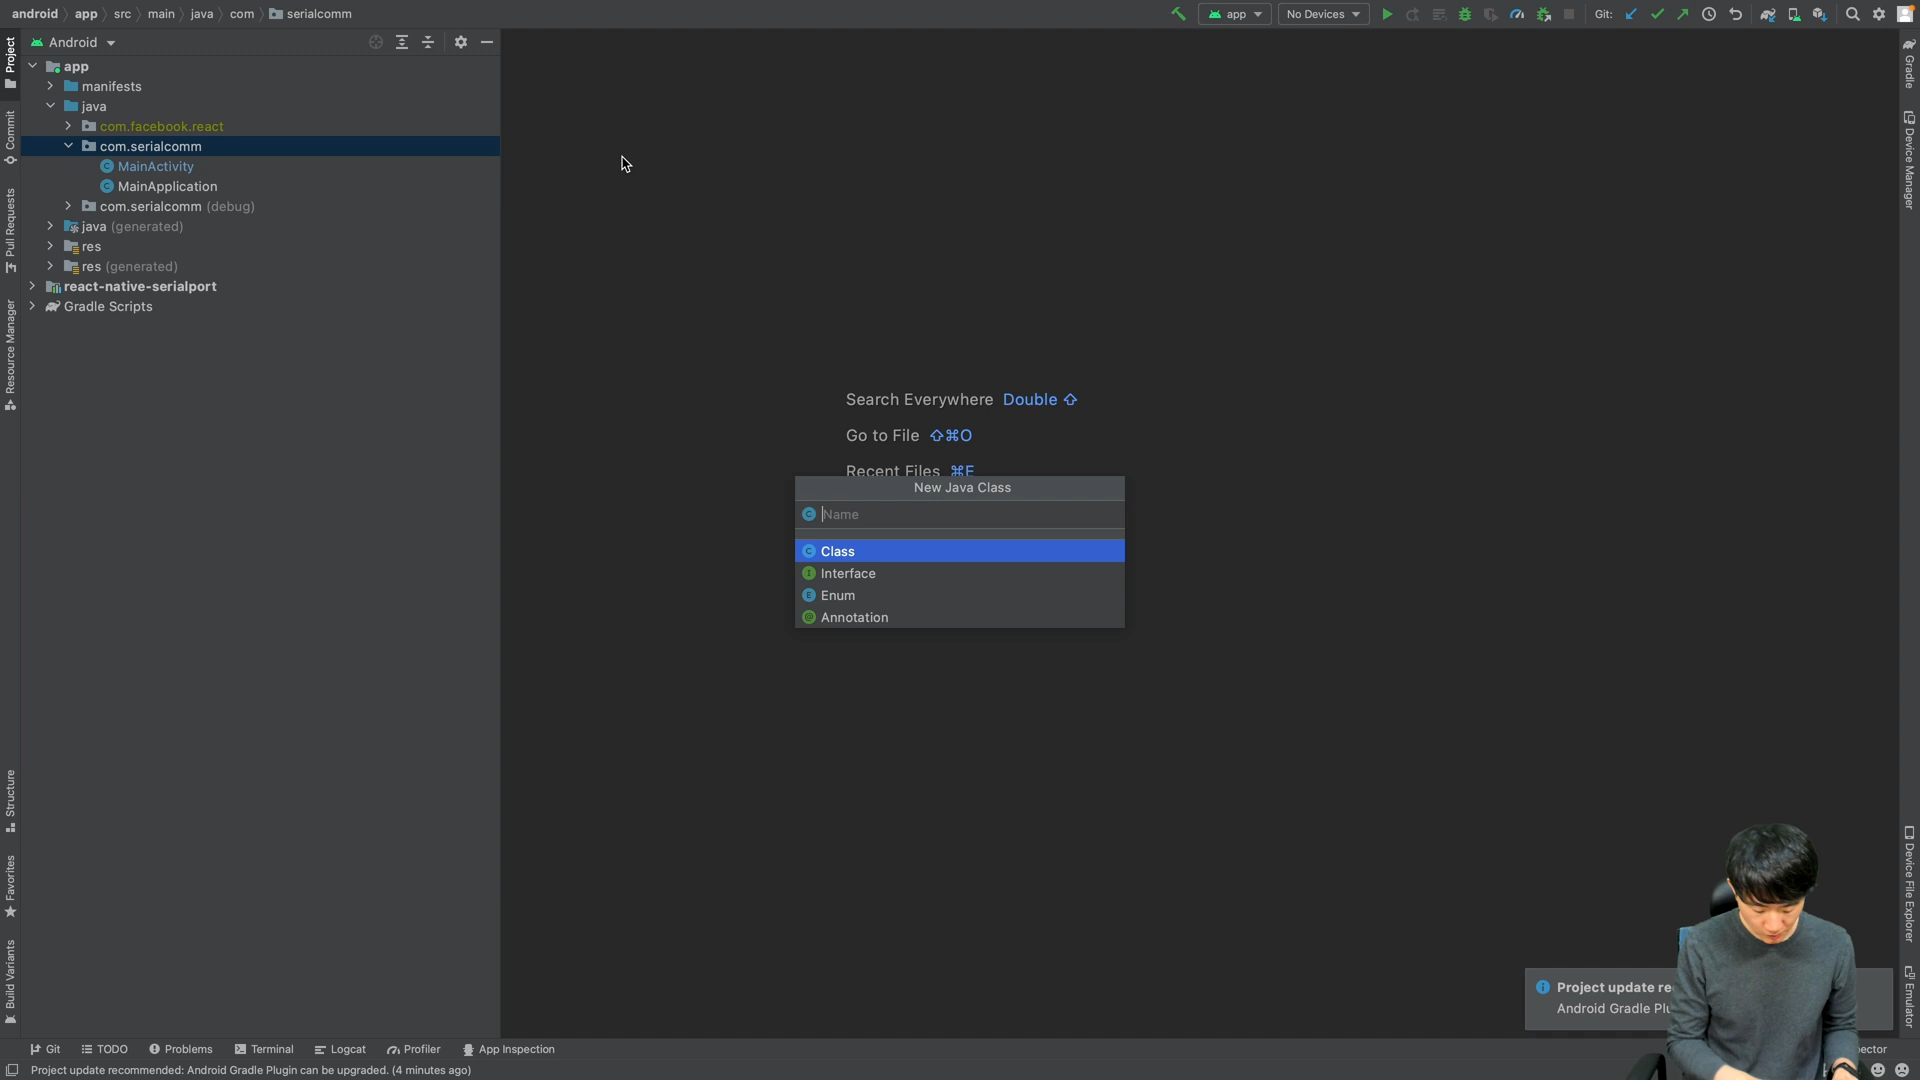 android app src main java com serialcomm
app No Devices Git:
Android
app
manifests
java
com.facebook.react
com.serialcomm
MainActivity
MainApplication
com.serialcomm (debug)
java (generated)
res
res (generated)
react-native-serialport
Gradle Scripts
Project
Commit
Pull Requests
Resource Manager
Structure
Favorites
Build Variants
Search Everywhere Double ⇧
Go to File ⇧⌘O
Recent Files ⌘E
New Java Class
Name
Class
Interface
Enum
Annotation
Gradle
Device Manager
Device File Explorer
Emulator
Project update re
Android Gradle Plu
Git TODO Problems Terminal Logcat Profiler App Inspection ector
Project update recommended: Android Gradle Plugin can be upgraded. (4 minutes ago)